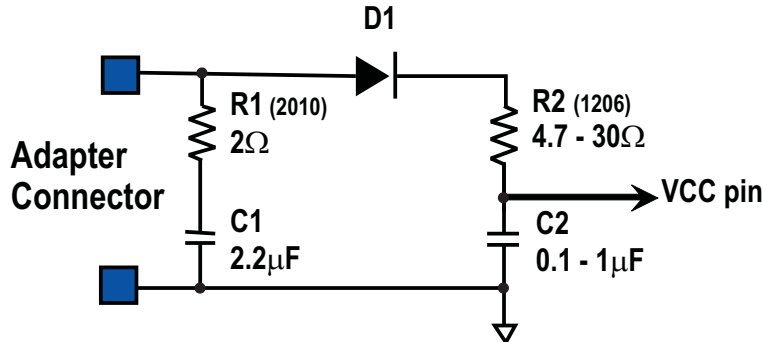 D1
R1 (2010)
2Ω
R2 (1206)
4.7 - 30Ω
Adapter
Connector
VCC pin
C1
2.2μF
C2
0.1 - 1μF